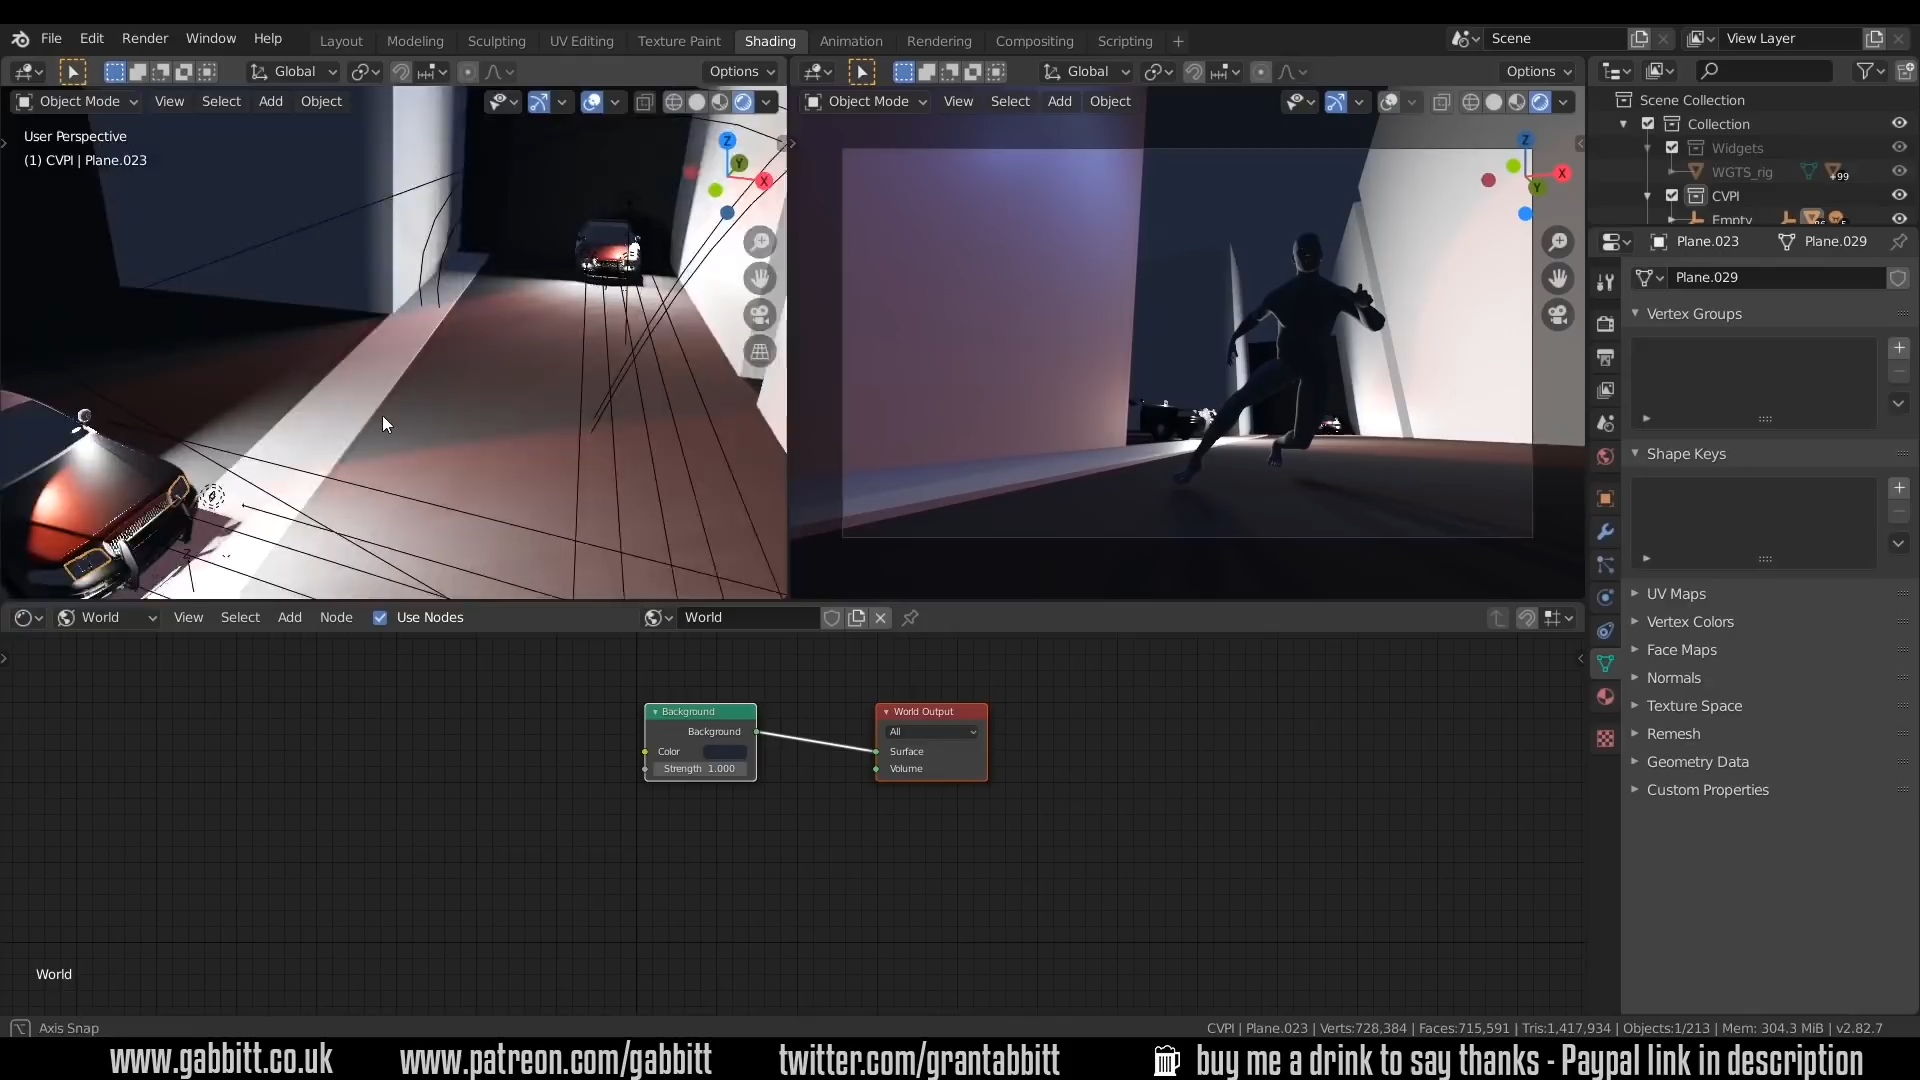 File Edit Render Window Help Layout Modeling Sculpting UV Editing Texture Paint Shading Animation Rendering Compositing Scripting + Scene View Layer
Global Options Global Options
Object Mode View Select Add Object Object Mode View Select Add Object
User Perspective
(1) CVPI | Plane.023
Z Y X
Z X Y
Scene Collection
Collection
Widgets
WGTS_rig +99
CVPI
Empty
Plane.023 Plane.029
Plane.029
Vertex Groups
Shape Keys
UV Maps
Vertex Colors
Face Maps
Normals
Texture Space
Remesh
Geometry Data
Custom Properties
World View Select Add Node Use Nodes World
Background
Background
Color
Strength 1.000
World Output
All
Surface
Volume
World
Axis Snap
CVPI | Plane.023 | Verts:728,384 | Faces:715,591 | Tris:1,417,934 | Objects:1/213 | Mem: 304.3 MiB | v2.82.7
www.gabbitt.co.uk www.patreon.com/gabbitt twitter.com/grantabbitt buy me a drink to say thanks - Paypal link in description